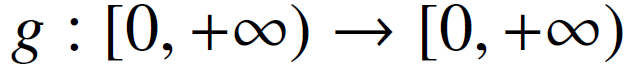 g : [0, +∞) → [0, +∞)